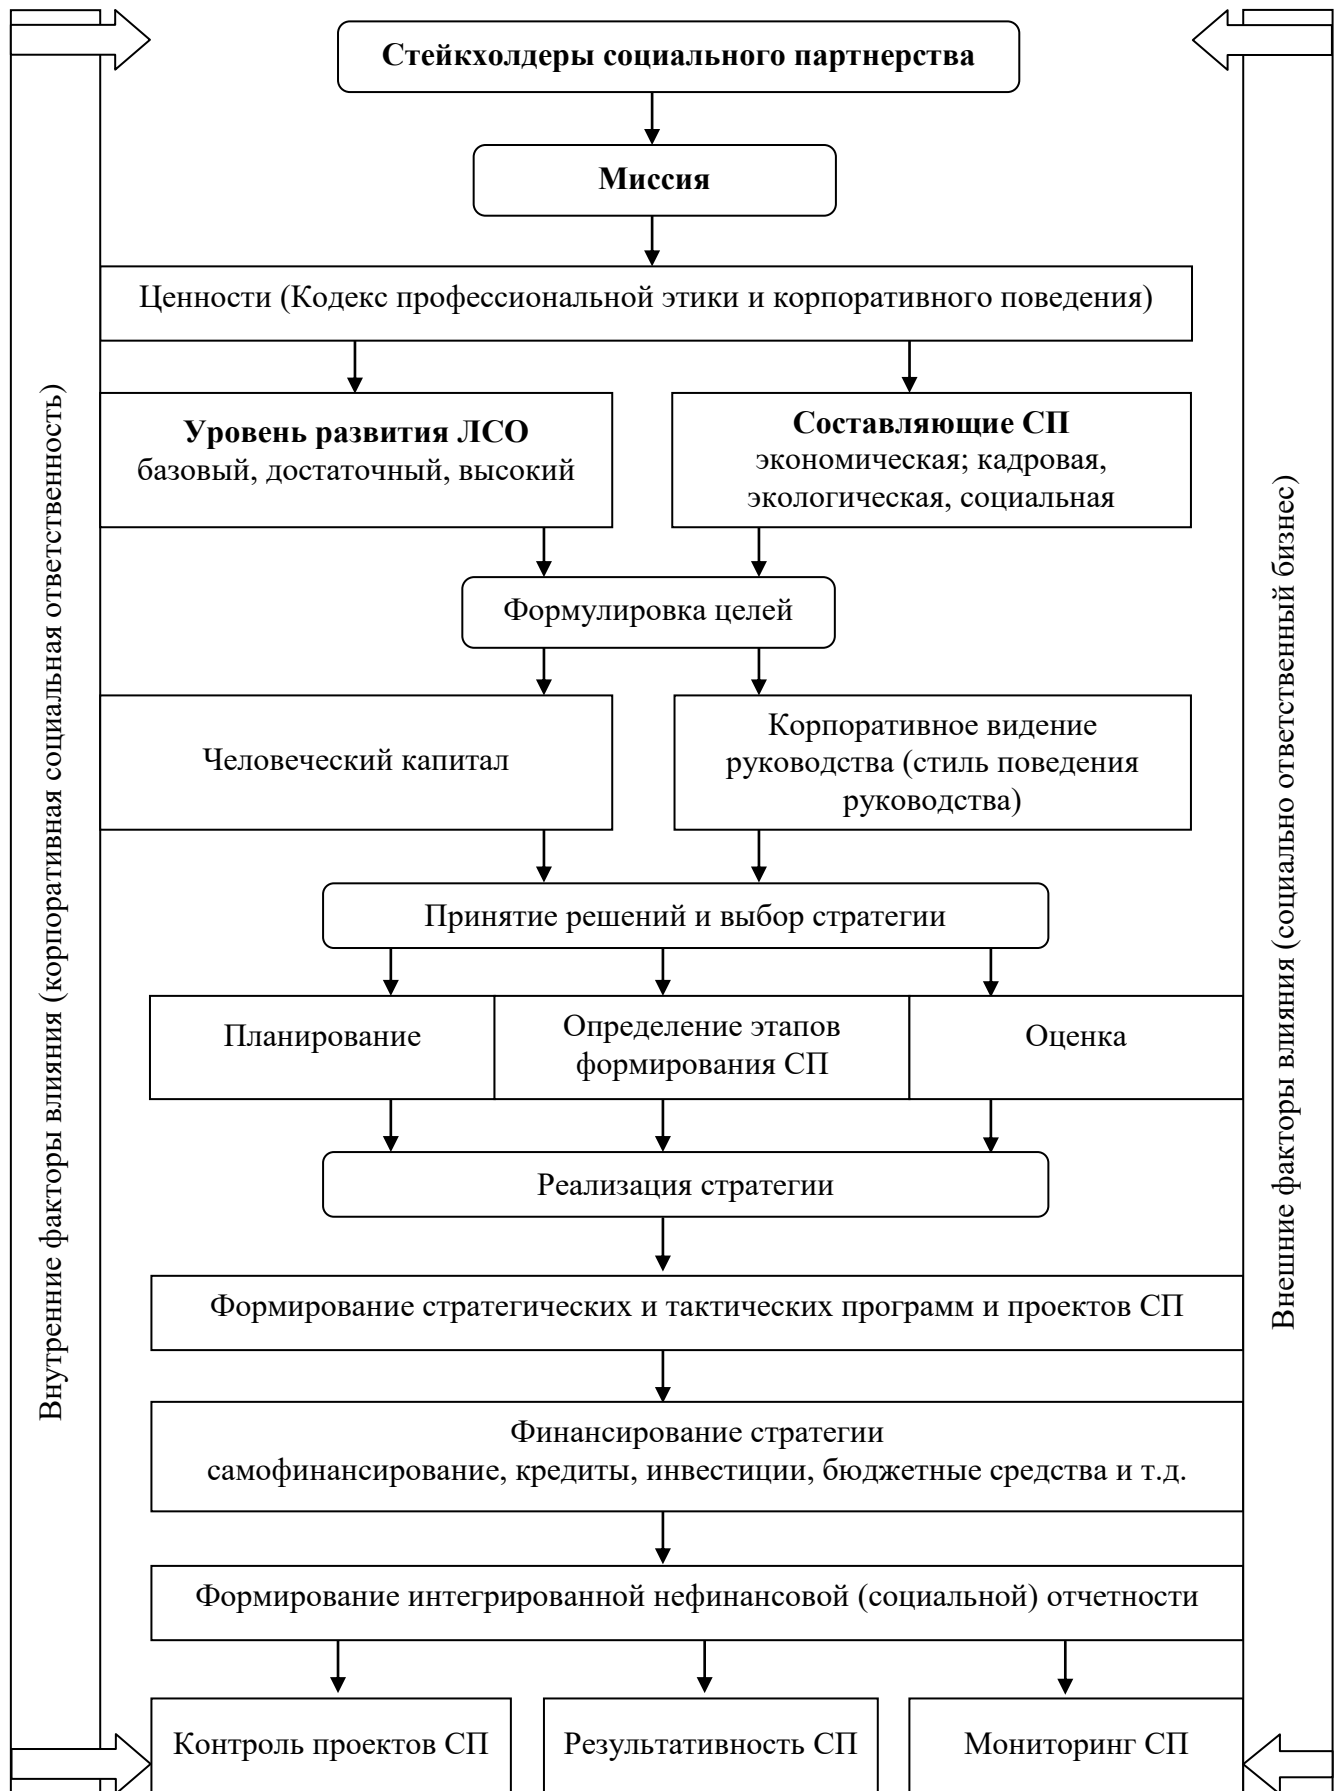 Стейкхолдеры социального партнерства
Миссия
Ценности (Кодекс профессиональной этики и корпоративного поведения)
Уровень развития ЛСО
базовый, достаточный, высокий
Составляющие СП
экономическая; кадровая,
экологическая, социальная
Формулировка целей
Человеческий капитал
Корпоративное видение
руководства (стиль поведения
руководства)
Принятие решений и выбор стратегии
Планирование
Определение этапов
формирования СП
Оценка
Реализация стратегии
Формирование стратегических и тактических программ и проектов СП
Финансирование стратегии
самофинансирование, кредиты, инвестиции, бюджетные средства и т.д.
Формирование интегрированной нефинансовой (социальной) отчетности
Контроль проектов СП
Результативность СП
Мониторинг СП
Внутренние факторы влияния (корпоративная социальная ответственность)
Внешние факторы влияния (социально ответственный бизнес)